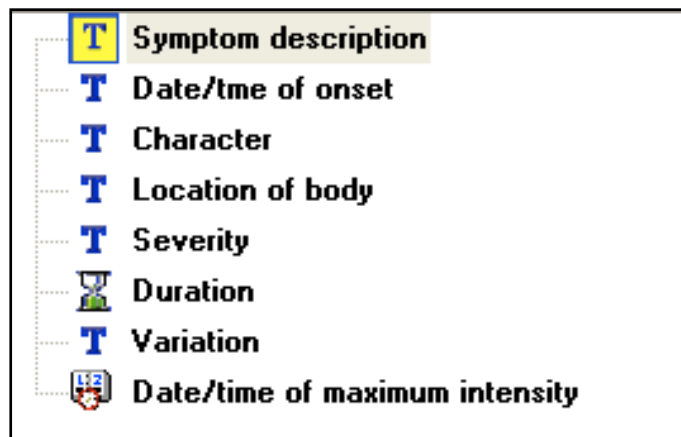 Symptom description
Date/tme of onset
Character
Location of body
Severity
Duration
Variation
Date/time of maximum intensity